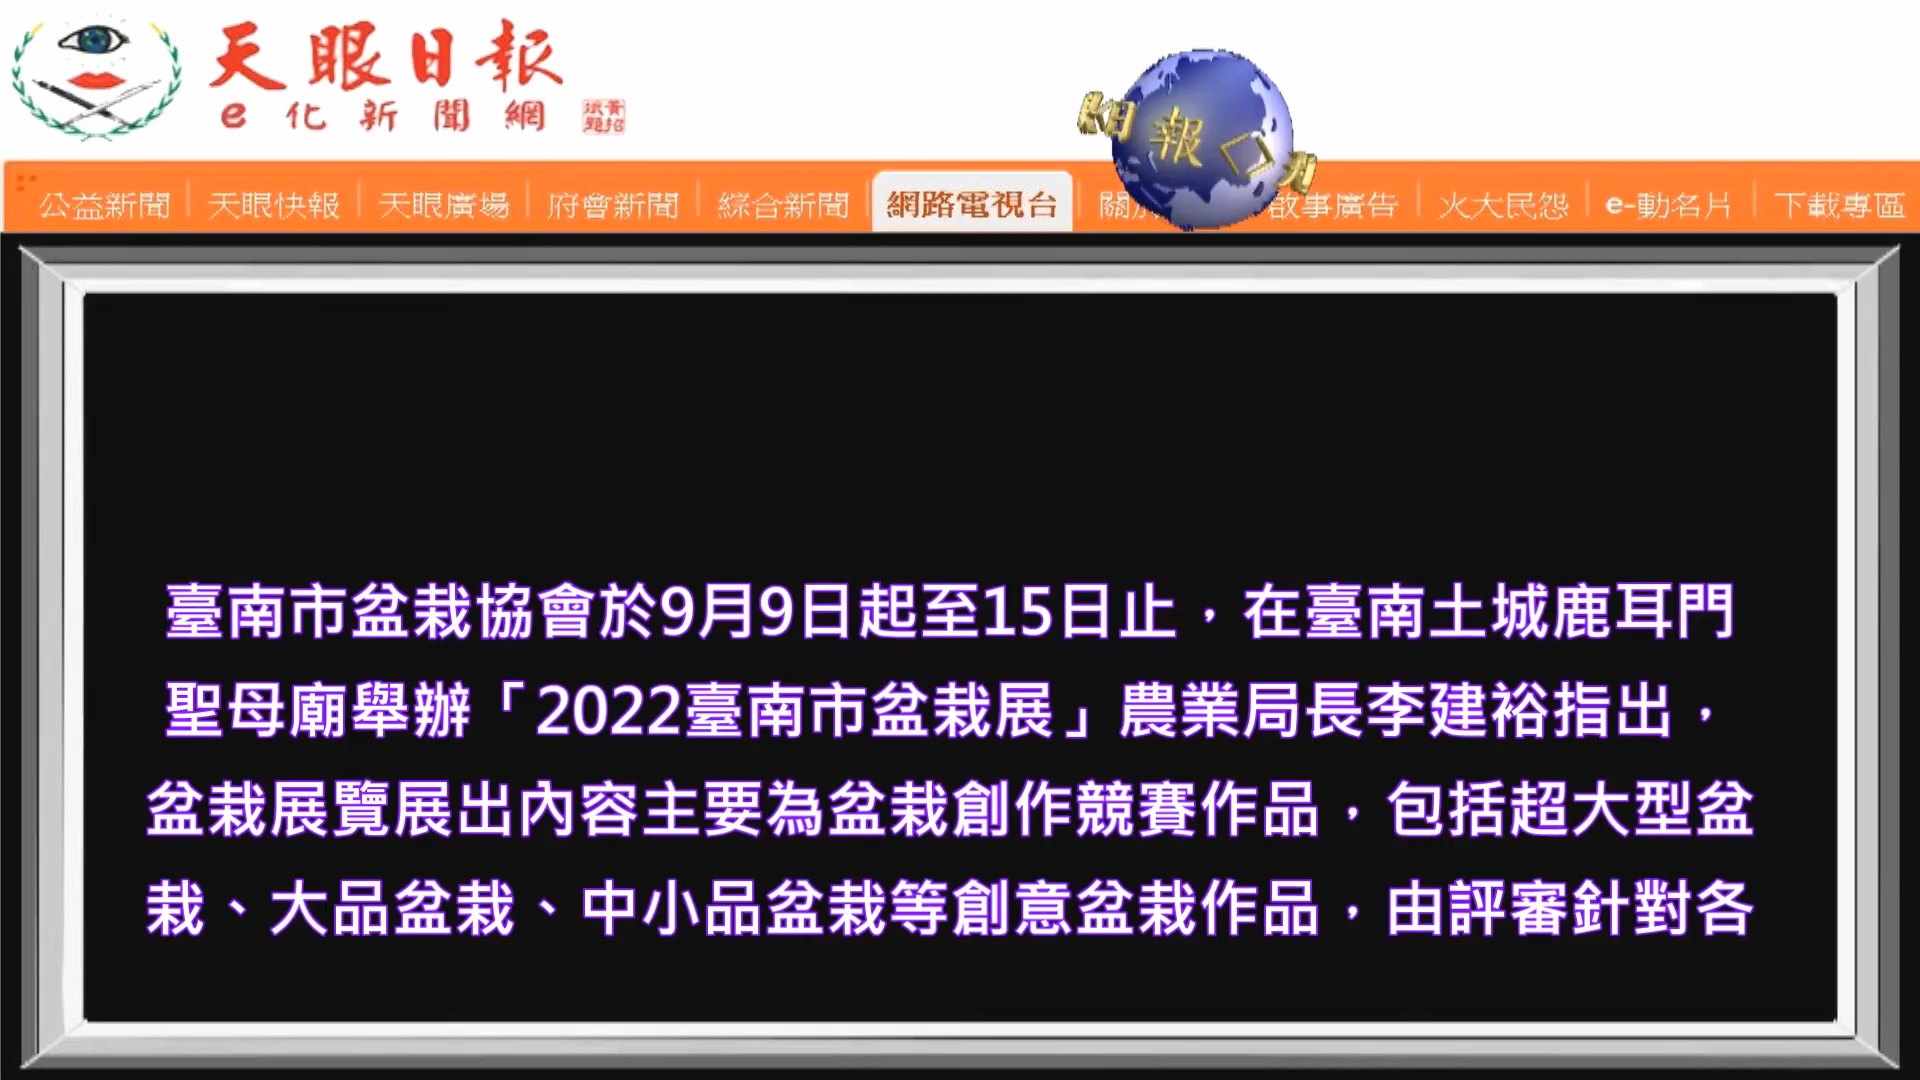 天眼日報
e化新聞網
公益新聞 天眼快報 天眼廣場 府會新聞 綜合新聞 網路電視台 啟事廣告 火大民怨 e-動名片 下載專區
臺南市盆栽協會於9月9日起至15日止，在臺南土城鹿耳門
聖母廟舉辦「2022臺南市盆栽展」農業局長李建裕指出，
盆栽展覽展出內容主要為盆栽創作競賽作品，包括超大型盆
栽、大品盆栽、中小品盆栽等創意盆栽作品，由評審針對各